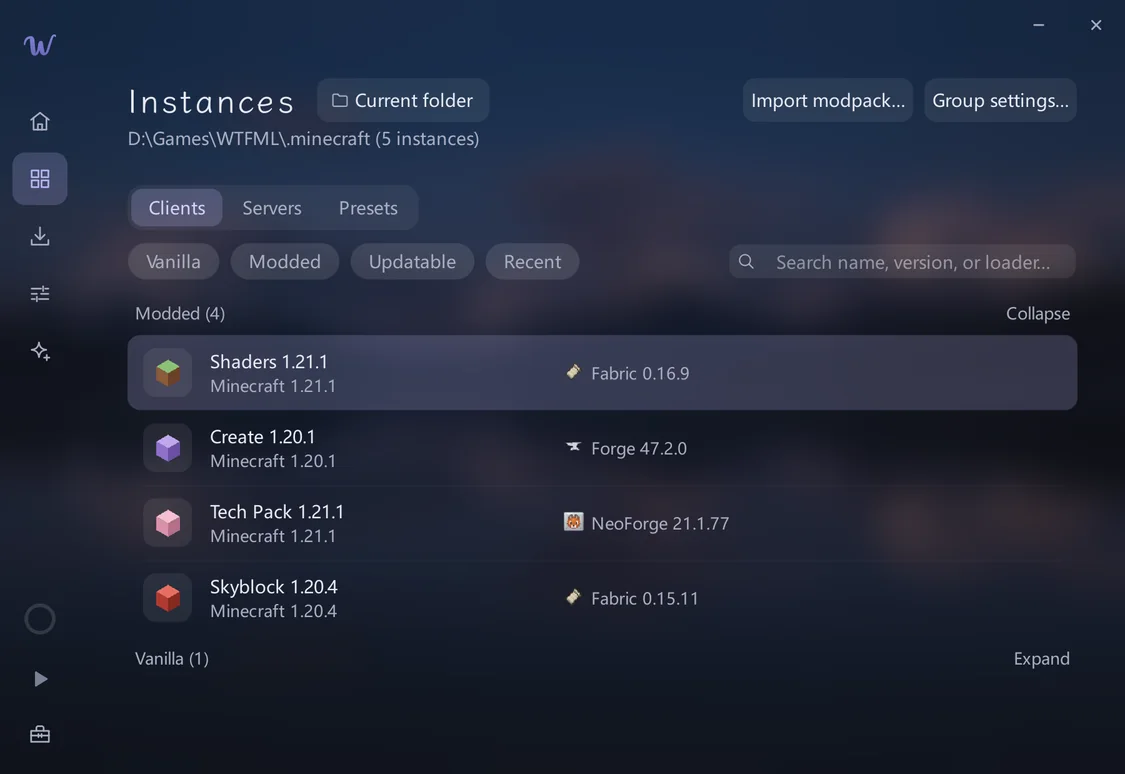 W
Instances
Current folder
Import modpack...
Group settings...
D:\Games\WTFML\.minecraft (5 instances)
Clients
Servers
Presets
Vanilla
Modded
Updatable
Recent
Search name, version, or loader...
Modded (4)
Collapse
Shaders 1.21.1
Minecraft 1.21.1
Fabric 0.16.9
Create 1.20.1
Minecraft 1.20.1
Forge 47.2.0
Tech Pack 1.21.1
Minecraft 1.21.1
NeoForge 21.1.77
Skyblock 1.20.4
Minecraft 1.20.4
Fabric 0.15.11
Vanilla (1)
Expand